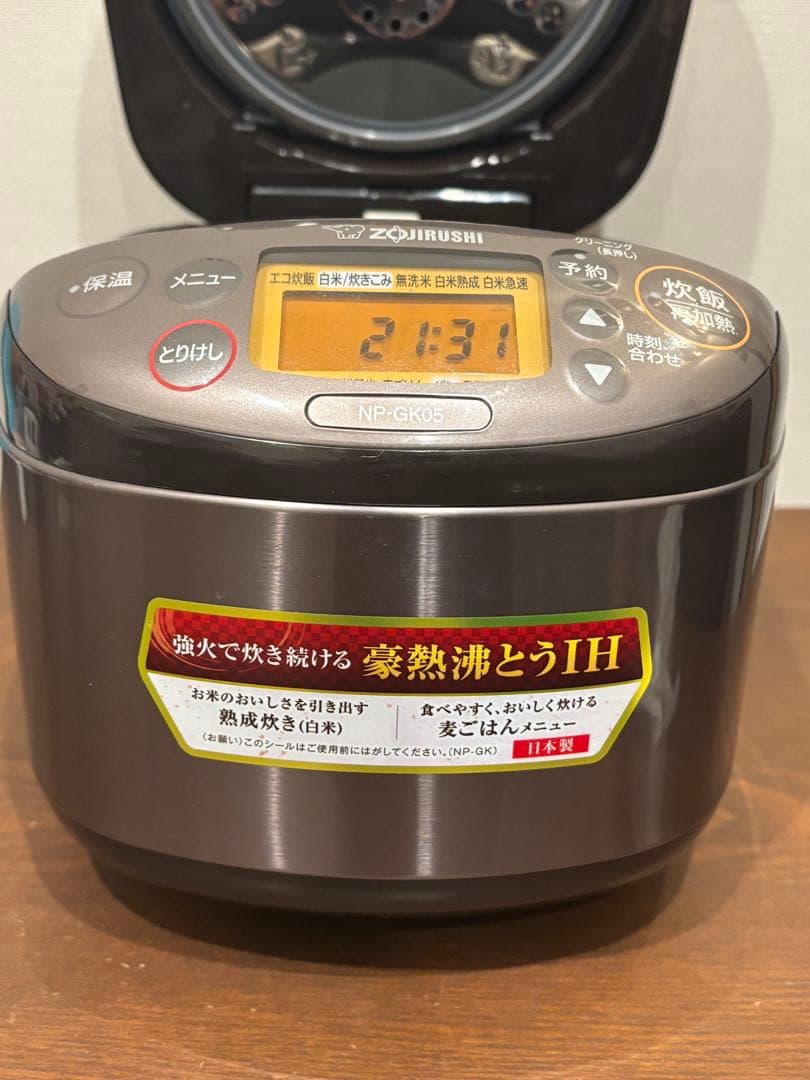 ZOJIRUSHI
クリーニング
(長押し)
保温
メニュー
エコ炊飯 白米/炊きこみ 無洗米 白米熟成 白米急速
予約
炊飯
再加熱
とりけし
21:31
▲
時刻
合わせ
▼
NP-GK05
強火で炊き続ける 豪熱沸とうIH
お米のおいしさを引き出す
熟成炊き(白米)
食べやすく、おいしく炊ける
麦ごはんメニュー
(お願い)このシールはご使用前にはがしてください。(NP-GK)
日本製